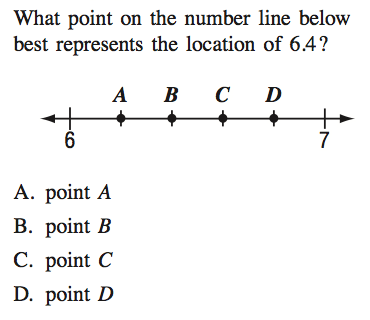 What point on the number line below
best represents the location of 6.4?
A B C D
6 7
A. point A
B. point B
C. point C
D. point D